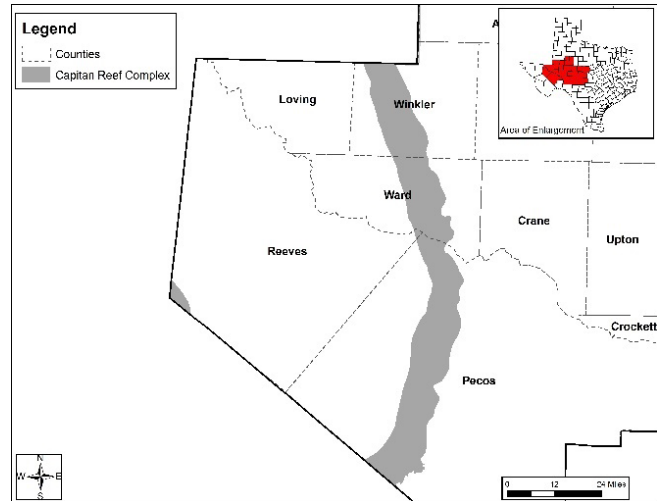 Legend
Counties
Capitan Reef Complex
A
Area of Enlargement
Loving
Winkler
Ward
Crane
Upton
Reeves
Crockett
Pecos
N
W E
S
0 12 24 Miles